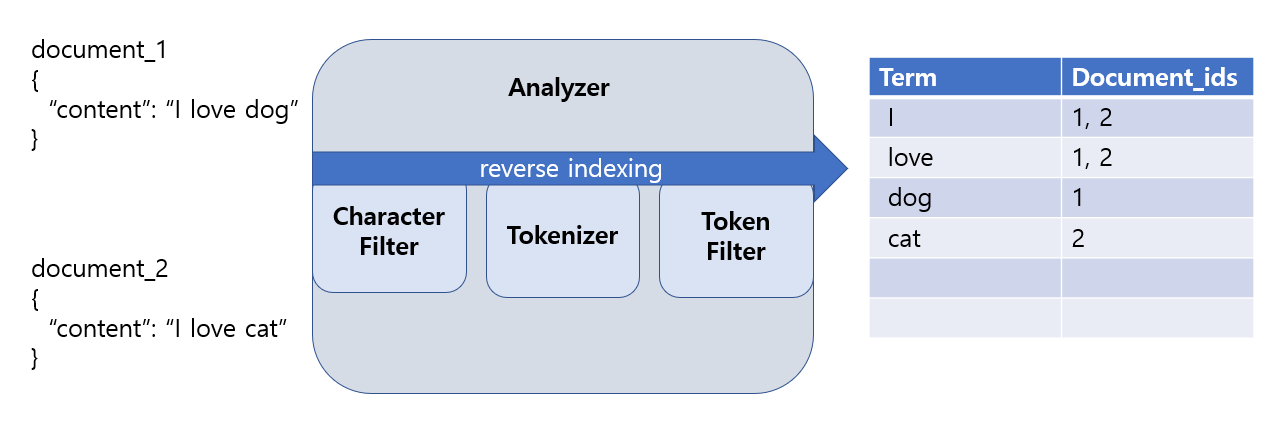 document_1
{
“content”: “I love dog”
}
document_2
{
“content”: “I love cat”
}
Analyzer
reverse indexing
Character
Filter
Tokenizer
Token
Filter
Term Document_ids
I 1, 2
love 1, 2
dog 1
cat 2